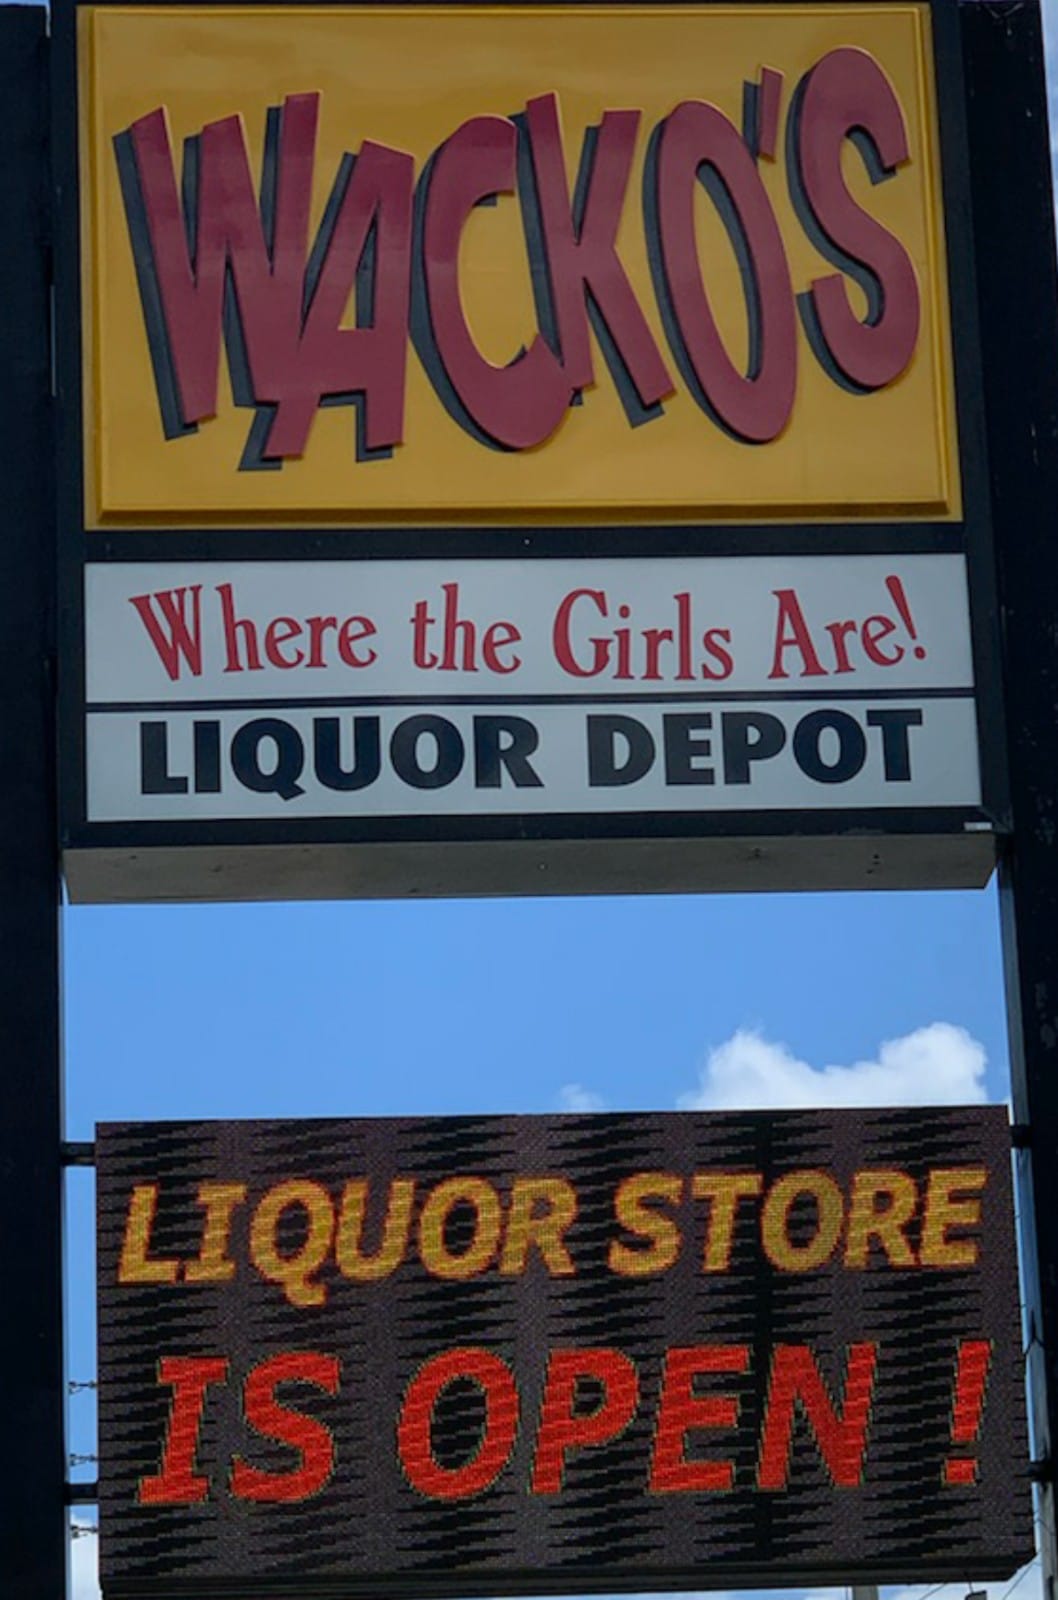 WACKO'S
Where the Girls Are!
LIQUOR DEPOT
LIQUOR STORE
IS OPEN!